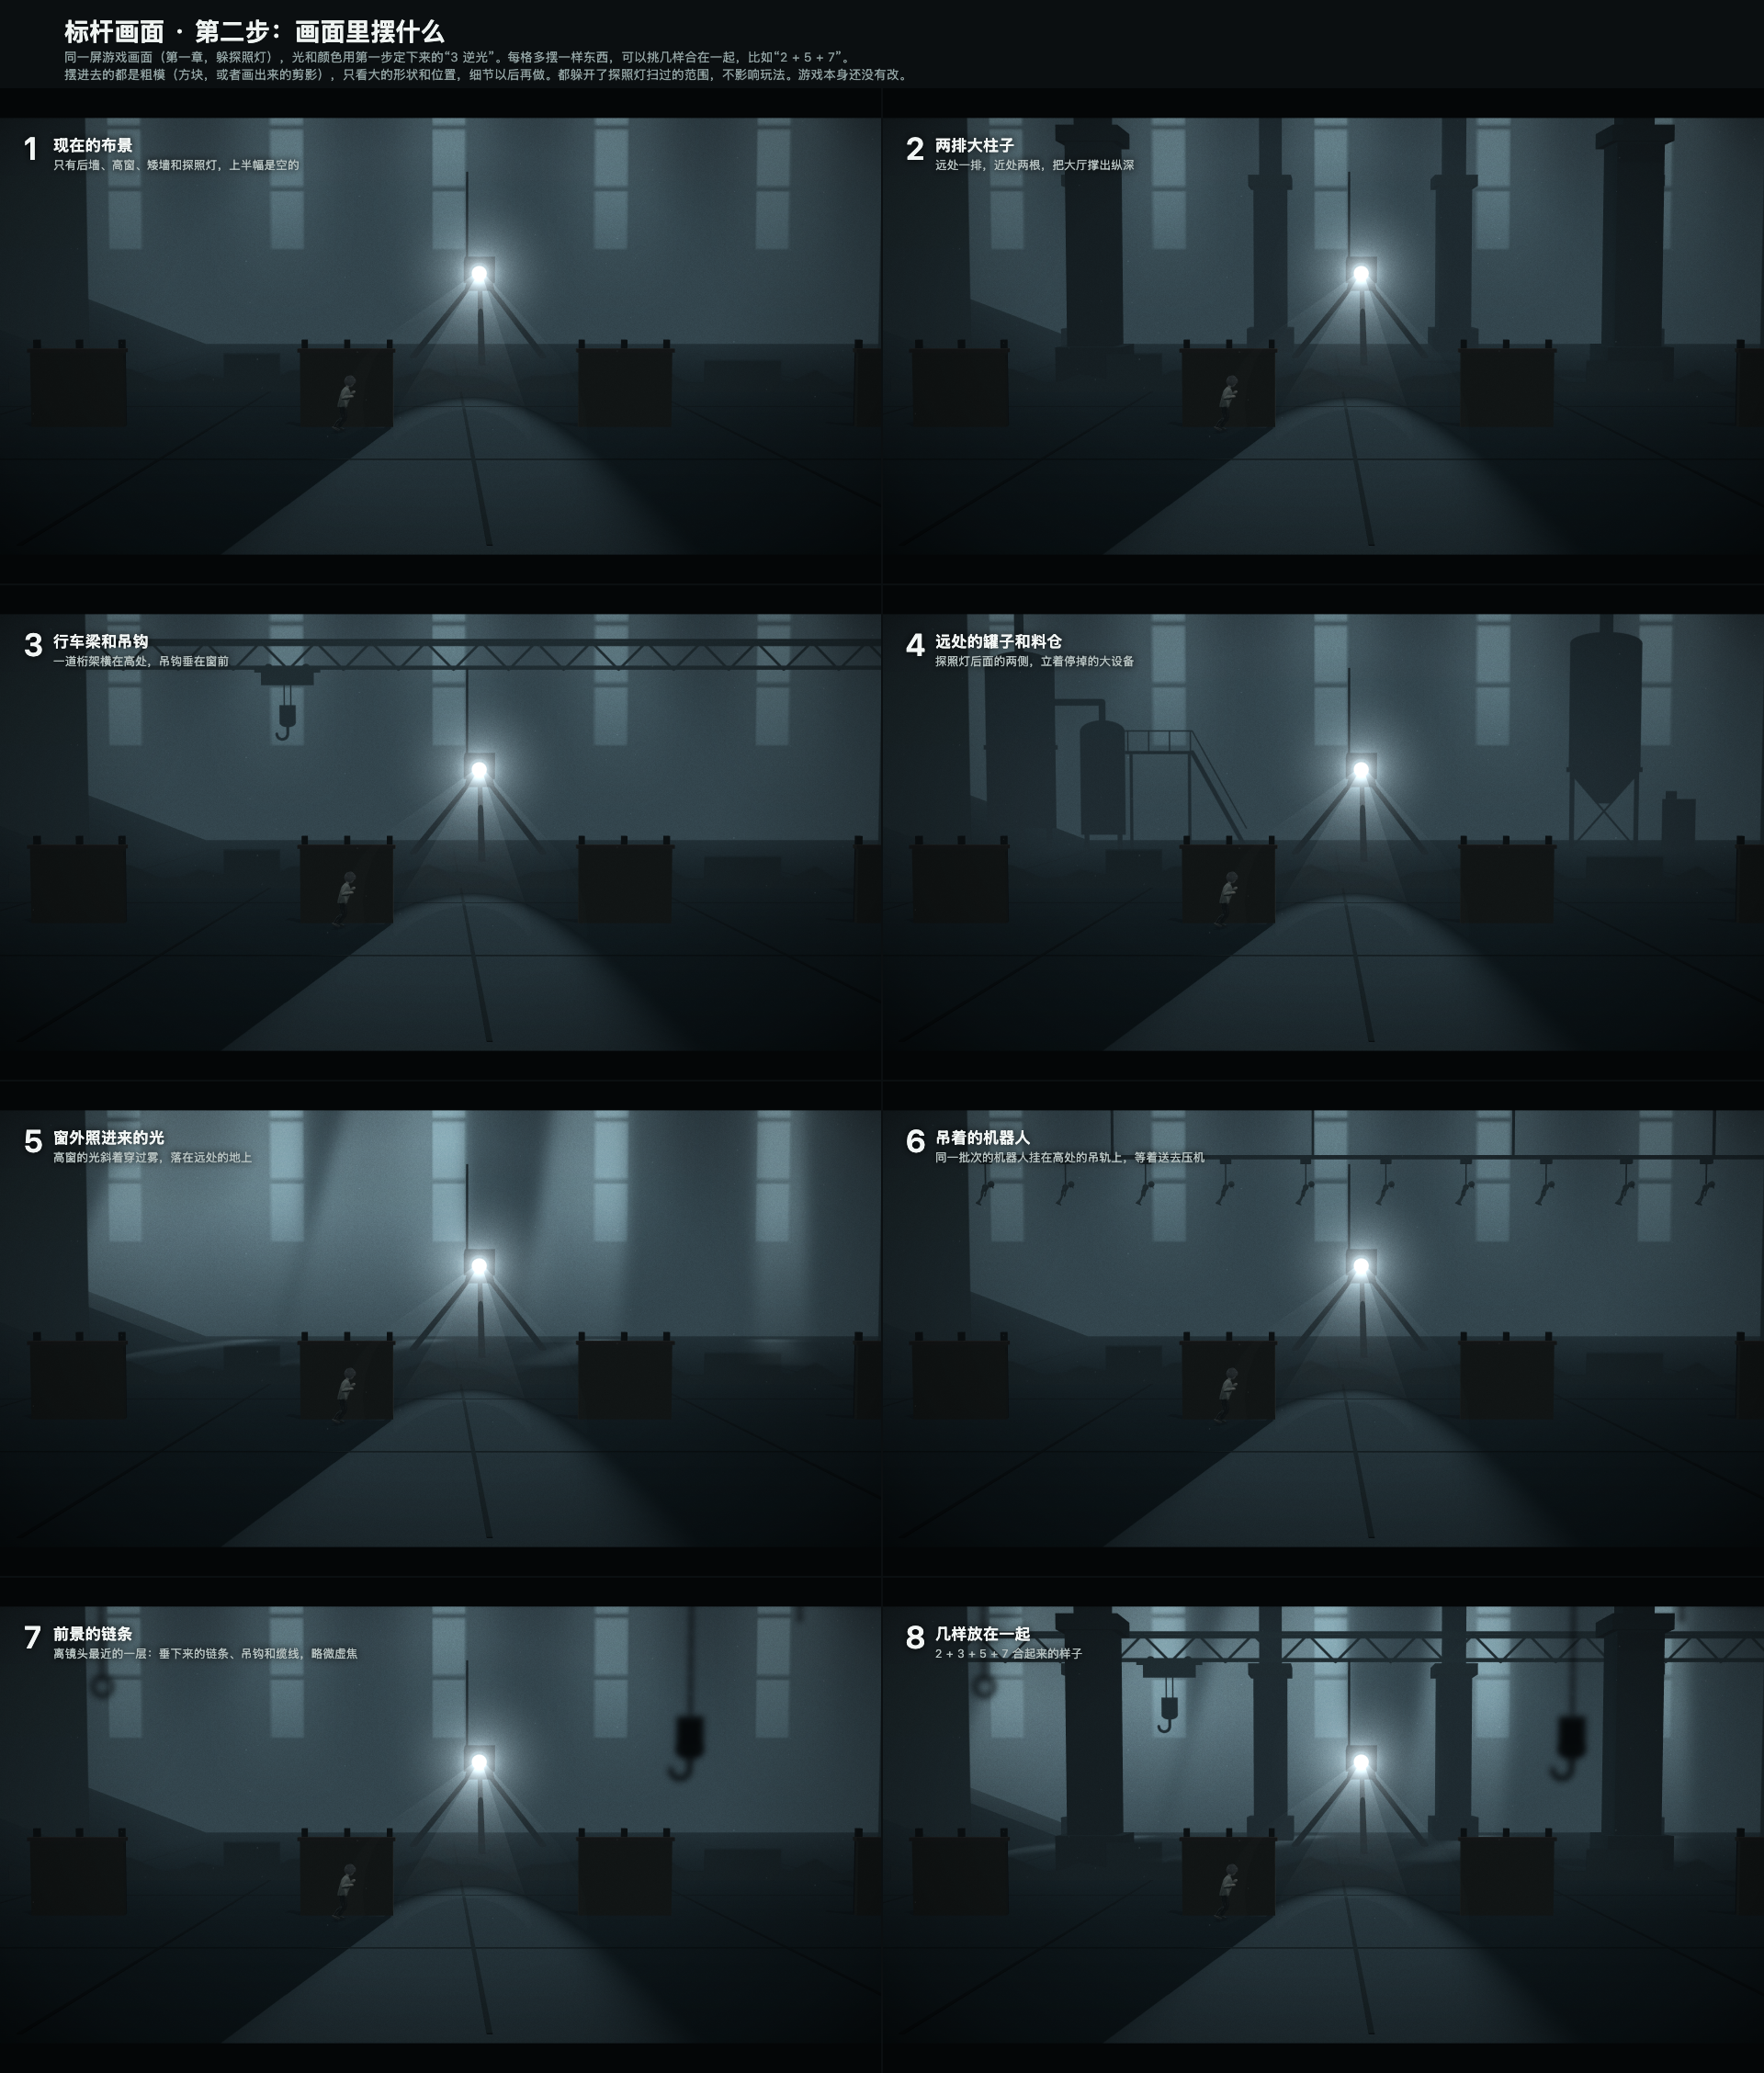 标杆画面 · 第二步：画面里摆什么
同一屏游戏画面（第一章，躲探照灯），光和颜色用第一步定下来的“3 逆光”。每格多摆一样东西，可以挑几样合在一起，比如“2 + 5 + 7”。
摆进去的都是粗模（方块，或者画出来的剪影），只看大的形状和位置，细节以后再做。都躲开了探照灯扫过的范围，不影响玩法。游戏本身还没有改。
1 现在的布景
只有后墙、高窗、矮墙和探照灯，上半幅是空的
2 两排大柱子
远处一排，近处两根，把大厅撑出纵深
3 行车梁和吊钩
一道桁架横在高处，吊钩垂在窗前
4 远处的罐子和料仓
探照灯后面的两侧，立着停掉的大设备
5 窗外照进来的光
高窗的光斜着穿过雾，落在远处的地上
6 吊着的机器人
同一批次的机器人挂在高处的吊轨上，等着送去压机
7 前景的链条
离镜头最近的一层：垂下来的链条、吊钩和缆线，略微虚焦
8 几样放在一起
2 + 3 + 5 + 7 合起来的样子